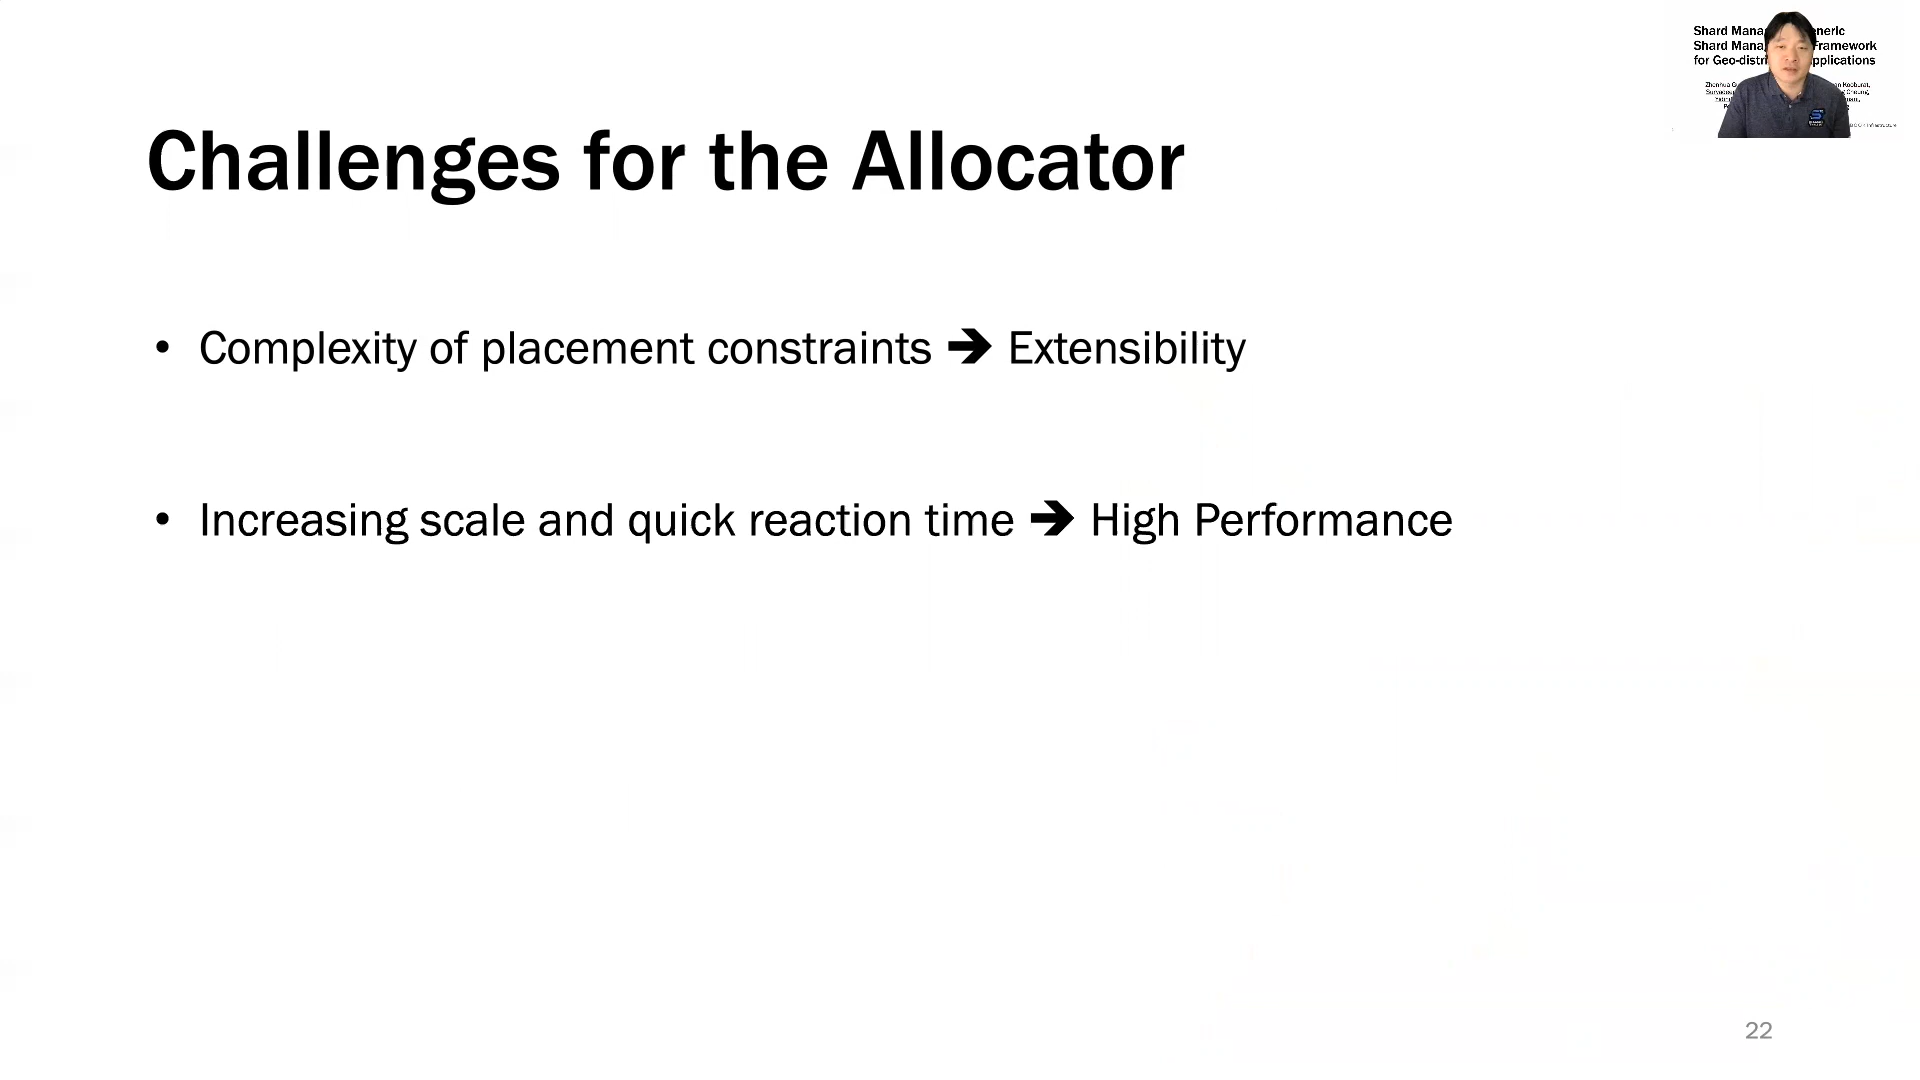 Shard Mana eneric
Shard Mana Framework
for Geo-distri pplications
Challenges for the Allocator
• Complexity of placement constraints ➔ Extensibility
• Increasing scale and quick reaction time ➔ High Performance
22